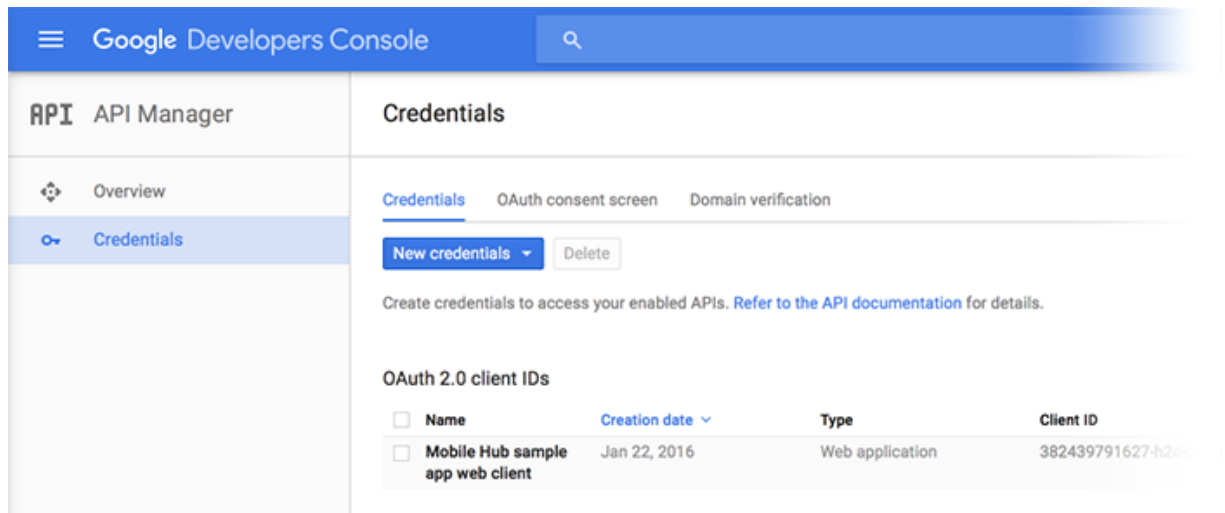 Google Developers Console
API API Manager
Credentials
Overview
Credentials
Credentials OAuth consent screen Domain verification
New credentials Delete
Create credentials to access your enabled APIs. Refer to the API documentation for details.
OAuth 2.0 client IDs
Name Creation date Type Client ID
Mobile Hub sample Jan 22, 2016 Web application 382439791627-
app web client